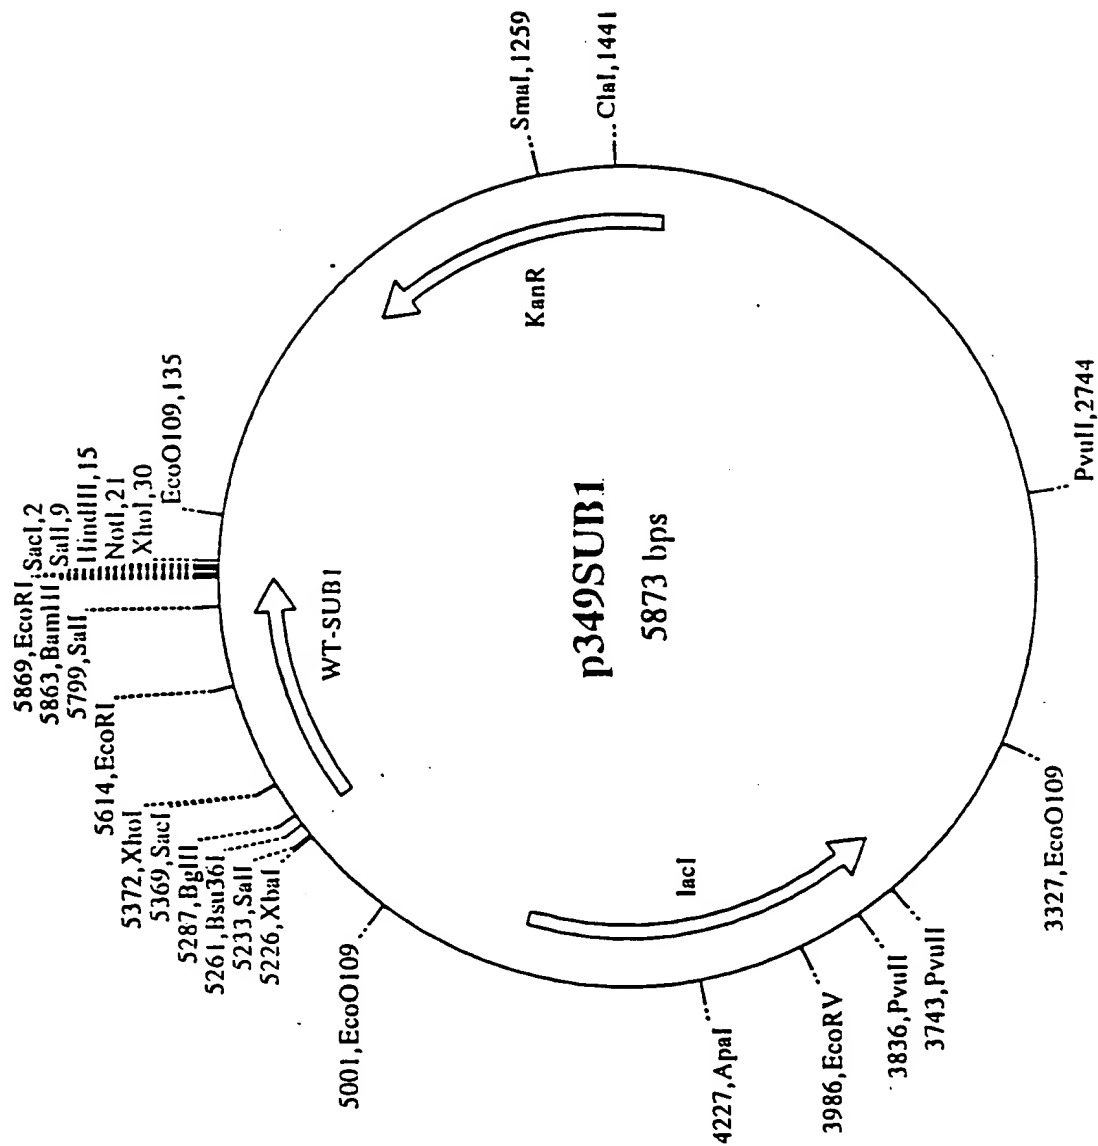 p349SUB1
5873 bps
SacI,2
SalI,9
HindIII,15
NotI,21
XhoI,30
EcoO109,135
SmaI,1259
ClaI,1441
PvuII,2744
3327,EcoO109
3743,PvuII
3836,PvuII
3986,EcoRV
4227,ApaI
5001,EcoO109
5226,XbaI
5233,SalI
5261,Bsu36I
5287,BglII
5369,SacI
5372,XhoI
5614,EcoRI
5799,SalI
5863,BamHI
5869,EcoRI
WT-SUB1
KanR
lacI